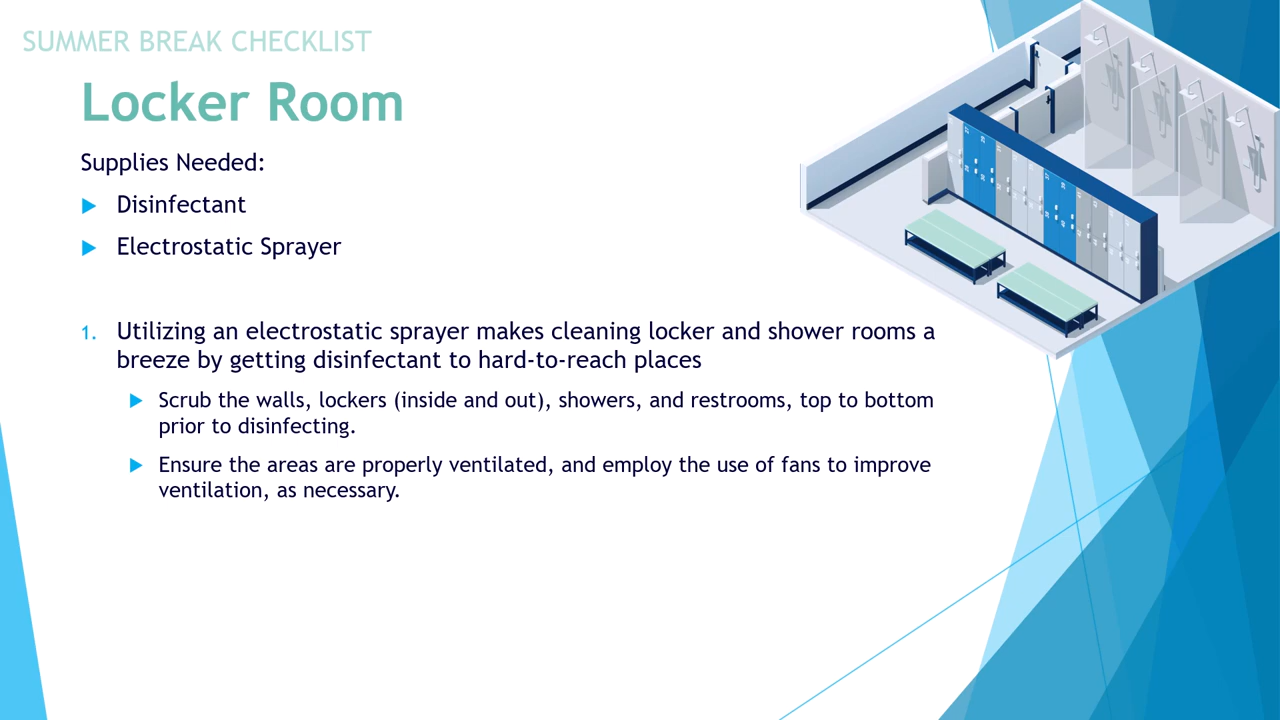 SUMMER BREAK CHECKLIST
Locker Room
Supplies Needed:
Disinfectant
Electrostatic Sprayer
1. Utilizing an electrostatic sprayer makes cleaning locker and shower rooms a
breeze by getting disinfectant to hard-to-reach places
Scrub the walls, lockers (inside and out), showers, and restrooms, top to bottom
prior to disinfecting.
Ensure the areas are properly ventilated, and employ the use of fans to improve
ventilation, as necessary.